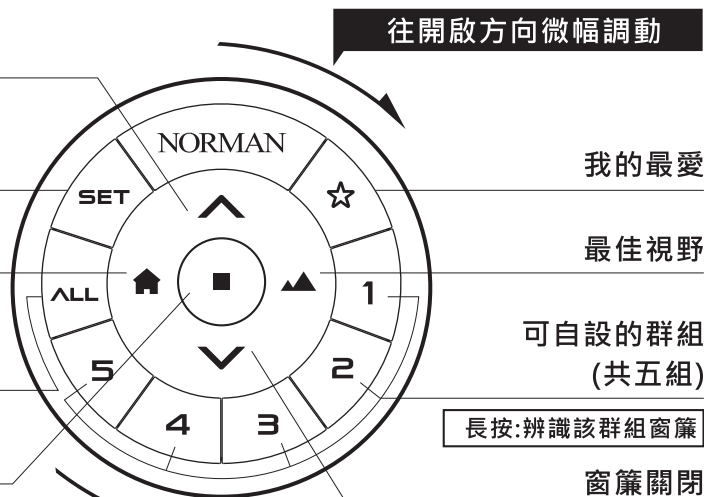 往開啟方向微幅調動
NORMAN
SET
ALL
1
2
3
4
5
我的最愛
最佳視野
可自設的群組
(共五組)
長按:辨識該群組窗簾
窗簾關閉